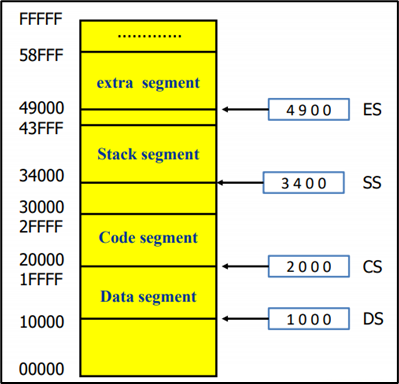 FFFFF
.............
58FFF
extra segment
49000
4900 ES
43FFF
Stack segment
34000
3400 SS
30000
2FFFF
Code segment
20000
2000 CS
1FFFF
Data segment
10000
1000 DS
00000